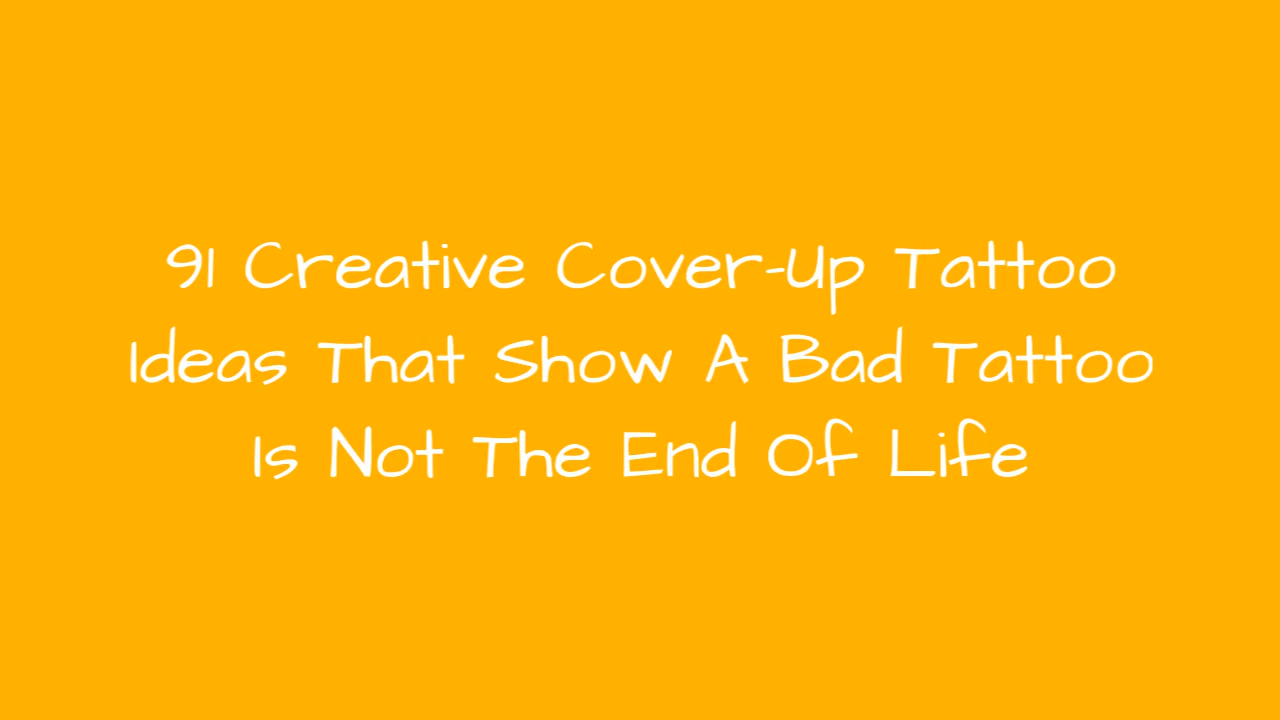 91 Creative Cover-Up Tattoo
Ideas That Show A Bad Tattoo
Is Not The End Of Life